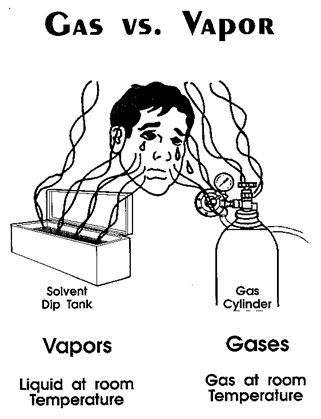 GAS VS. VAPOR
Solvent
Dip Tank
Gas
Cylinder
Vapors
Gases
Liquid at room
Temperature
Gas at room
Temperature